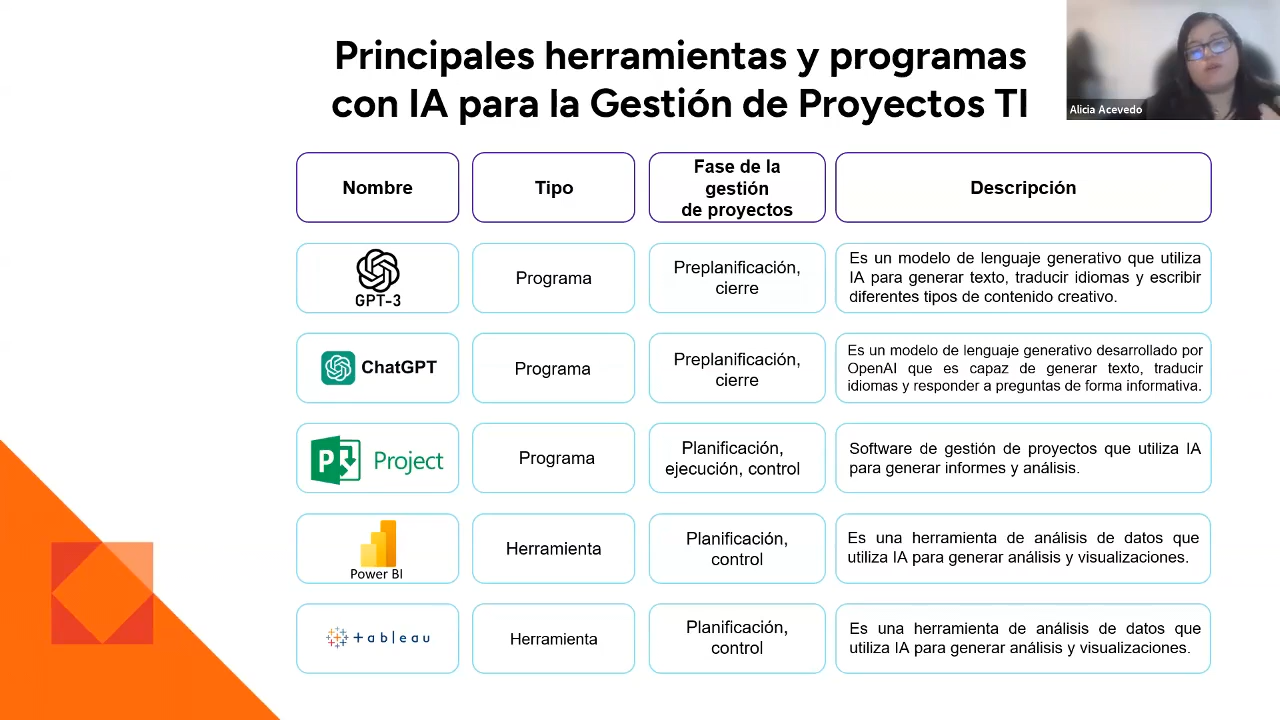 Principales herramientas y programas
con IA para la Gestión de Proyectos TI
Alicia Acevedo
Nombre
Tipo
Fase de la
gestión
de proyectos
Descripción
GPT-3
Programa
Preplanificación,
cierre
Es un modelo de lenguaje generativo que utiliza
IA para generar texto, traducir idiomas y escribir
diferentes tipos de contenido creativo.
ChatGPT
Programa
Preplanificación,
cierre
Es un modelo de lenguaje generativo desarrollado por
OpenAI que es capaz de generar texto, traducir
idiomas y responder a preguntas de forma informativa.
P Project
Programa
Planificación,
ejecución, control
Software de gestión de proyectos que utiliza IA
para generar informes y análisis.
Power BI
Herramienta
Planificación,
control
Es una herramienta de análisis de datos que
utiliza IA para generar análisis y visualizaciones.
+ableau
Herramienta
Planificación,
control
Es una herramienta de análisis de datos que
utiliza IA para generar análisis y visualizaciones.